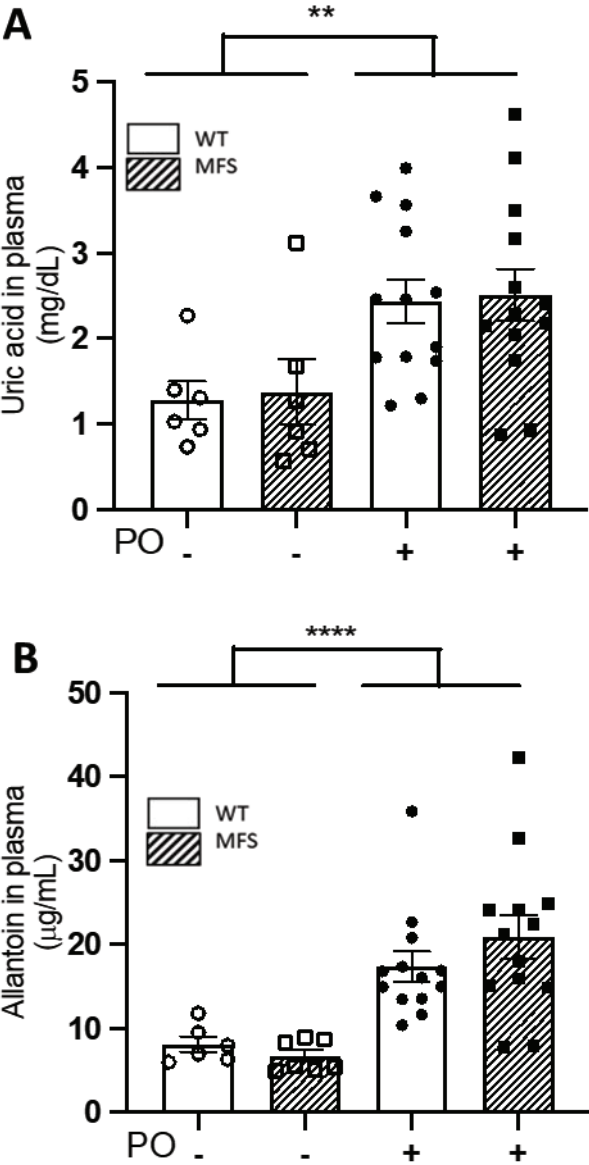 A
**
5
WT
MFS
4
3
2
1
0
Uric acid in plasma
(mg/dL)
PO - - + +
B
****
50
40
WT
MFS
30
20
10
0
Allantoin in plasma
(µg/mL)
PO - - + +